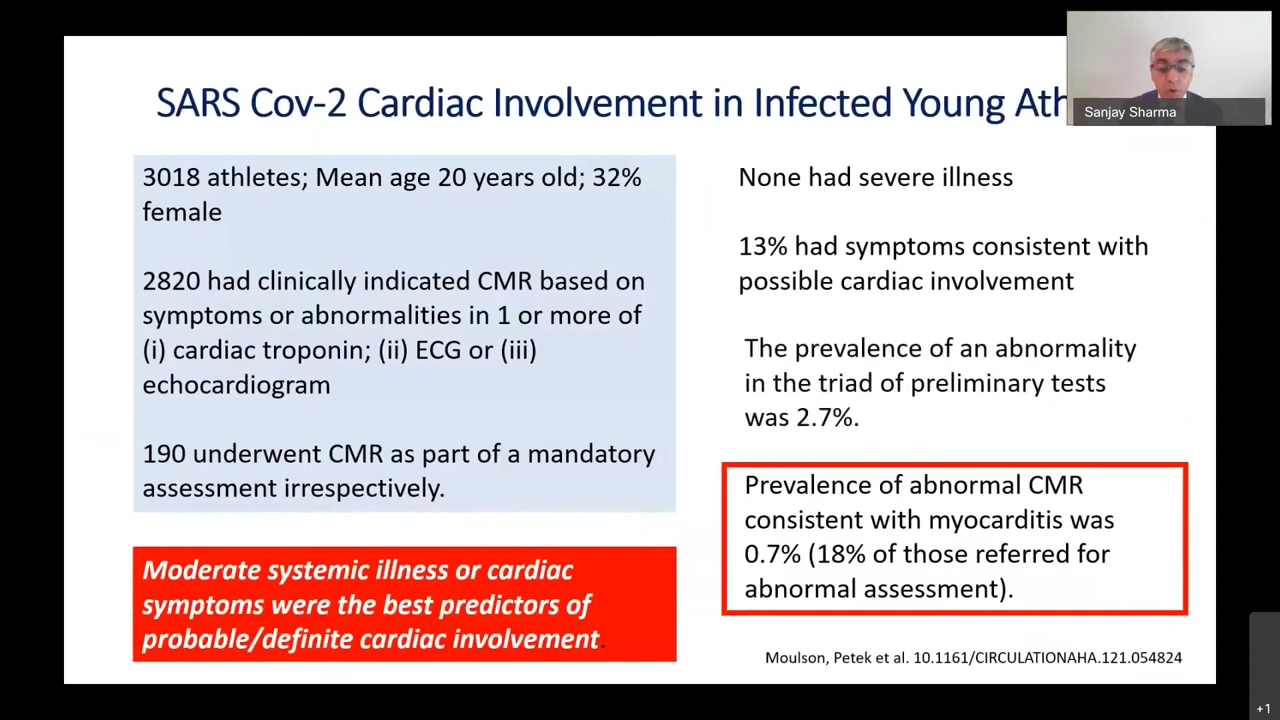 SARS Cov-2 Cardiac Involvement in Infected Young Ath
Sanjay Sharma
3018 athletes; Mean age 20 years old; 32%
female
2820 had clinically indicated CMR based on
symptoms or abnormalities in 1 or more of
(i) cardiac troponin; (ii) ECG or (iii)
echocardiogram
190 underwent CMR as part of a mandatory
assessment irrespectively.
Moderate systemic illness or cardiac
symptoms were the best predictors of
probable/definite cardiac involvement.
None had severe illness
13% had symptoms consistent with
possible cardiac involvement
The prevalence of an abnormality
in the triad of preliminary tests
was 2.7%.
Prevalence of abnormal CMR
consistent with myocarditis was
0.7% (18% of those referred for
abnormal assessment).
Moulson, Petek et al. 10.1161/CIRCULATIONAHA.121.054824
+1